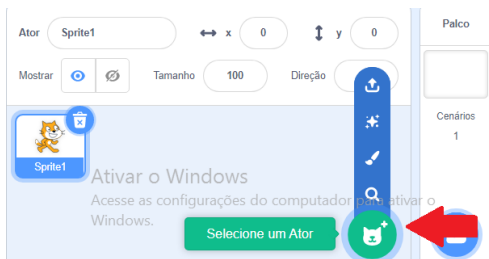 Ator Sprite1 x 0 y 0 Palco
Mostrar Tamanho 100 Direção
Cenários
1
Sprite1
Ativar o Windows
Acesse as configurações do computador para ativar o
Windows.
Selecione um Ator